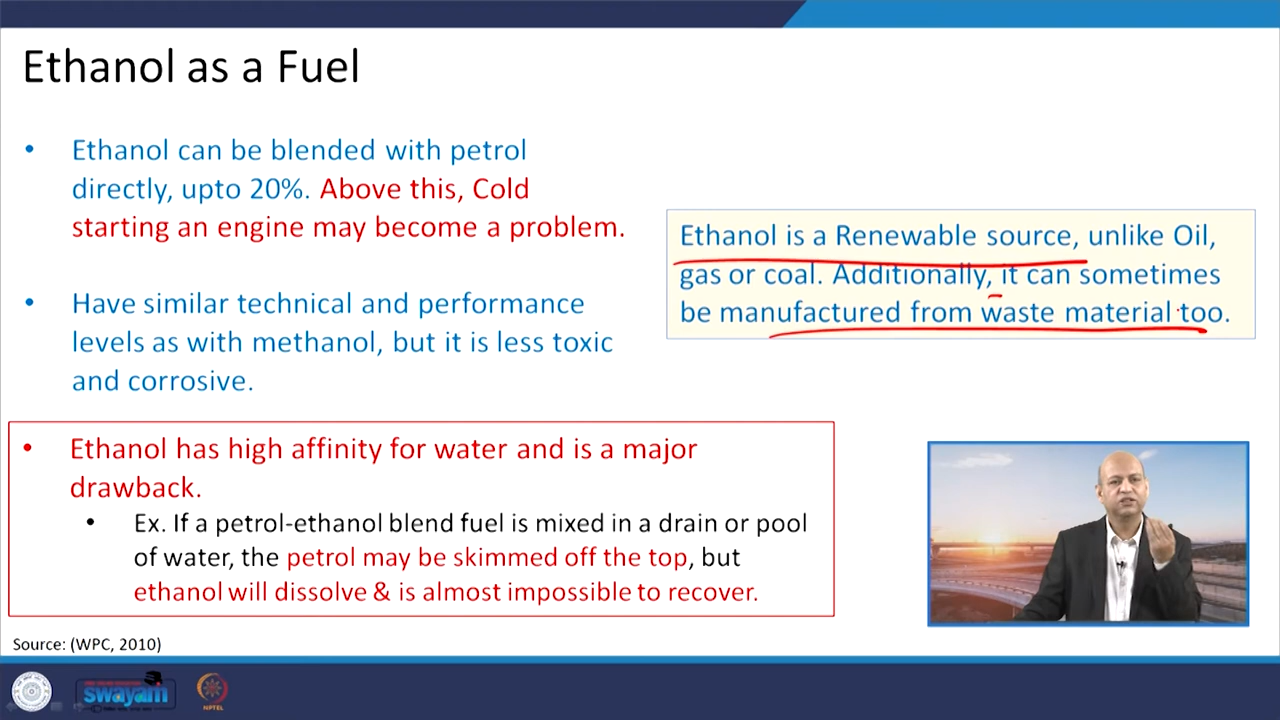 Ethanol as a Fuel
• Ethanol can be blended with petrol
directly, upto 20%. Above this, Cold
starting an engine may become a problem.
• Have similar technical and performance
levels as with methanol, but it is less toxic
and corrosive.
Ethanol is a Renewable source, unlike Oil,
gas or coal. Additionally, it can sometimes
be manufactured from waste material too.
• Ethanol has high affinity for water and is a major
drawback.
• Ex. If a petrol-ethanol blend fuel is mixed in a drain or pool
of water, the petrol may be skimmed off the top, but
ethanol will dissolve & is almost impossible to recover.
Source: (WPC, 2010)
swayam
NPTEL